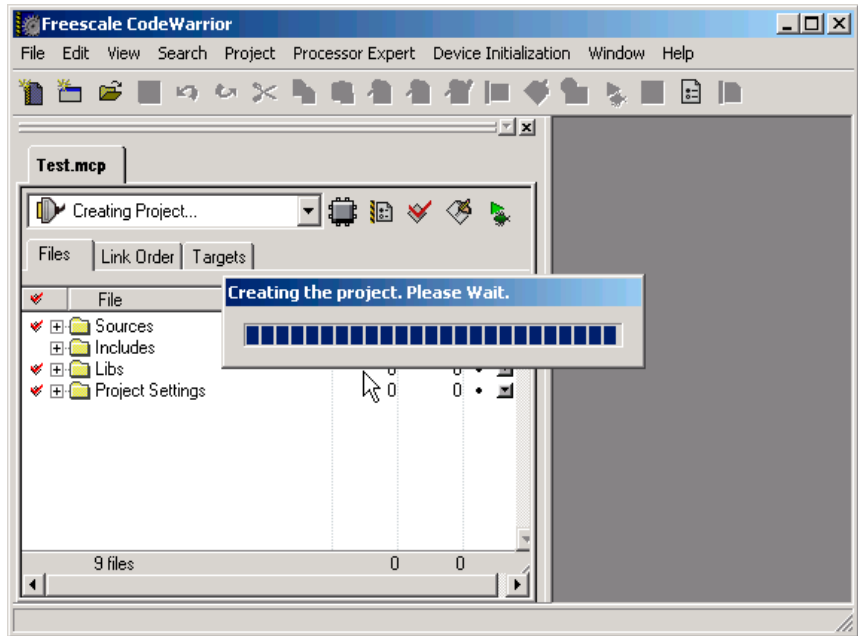 Freescale CodeWarrior
File Edit View Search Project Processor Expert Device Initialization Window Help
Test.mcp
Creating Project...
Files Link Order Targets
Creating the project. Please Wait.
File
Sources
Includes
Libs 0 0
Project Settings 0 0
9 files 0 0